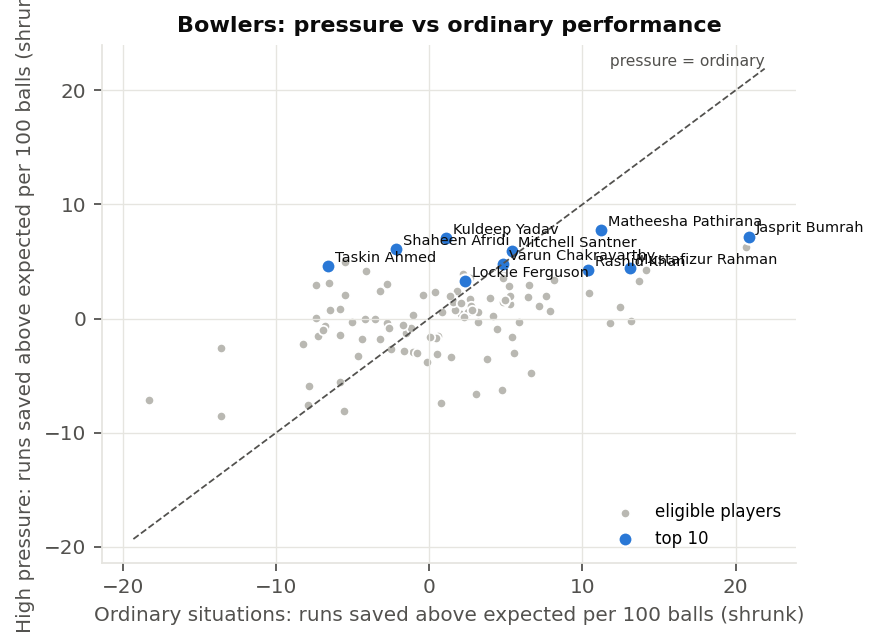 Bowlers: pressure vs ordinary performance
High pressure: runs saved above expected per 100 balls (shrun
pressure = ordinary
20
10
0
−10
−20
Matheesha Pathirana
Jasprit Bumrah
Kuldeep Yadav
Shaheen Afridi
Mitchell Santner
Taskin Ahmed
Varun Chakravarthy
Rashid Khan
Mustafizur Rahman
Lockie Ferguson
eligible players
top 10
−20
−10
0
10
20
Ordinary situations: runs saved above expected per 100 balls (shrunk)